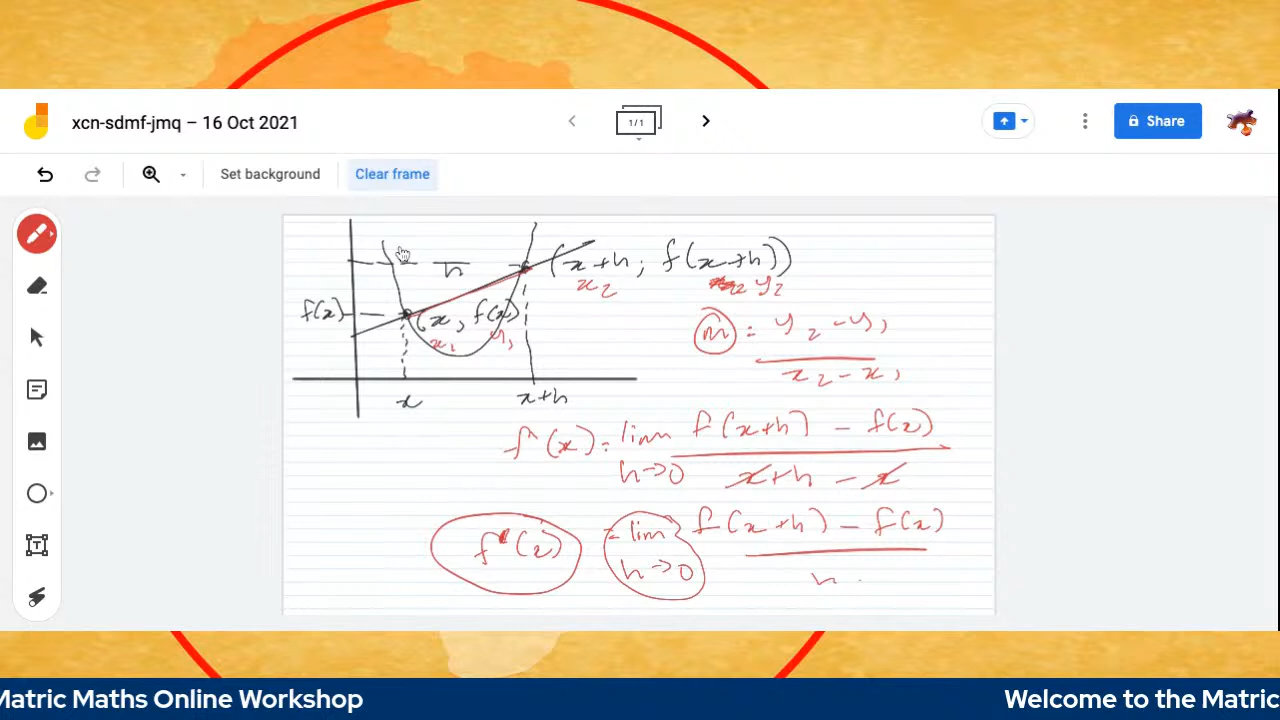 xcn-sdmf-jmq – 16 Oct 2021
1/1
Share
Set background
Clear frame
h
(x+h; f(x+h))
x₂ y₂
f(x)
(x, f(x))
x₁ y₁
m = y₂ - y₁
x₂ - x₁
x
x+h
f'(x) = lim f(x+h) - f(x)
h→0 x+h - x
f'(x) = lim f(x+h) - f(x)
h→0 h
Matric Maths Online Workshop
Welcome to the Matric